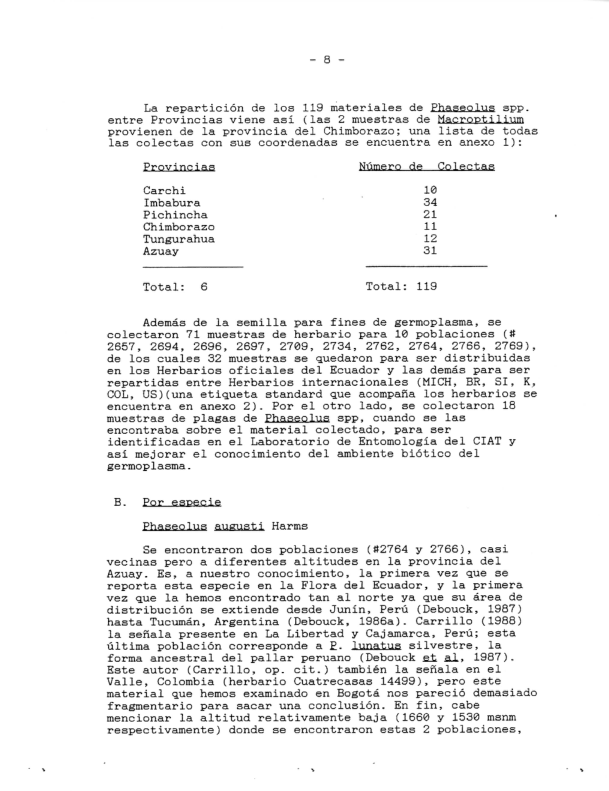 - 8 -
La repartición de los 119 materiales de Phaseolus spp.
entre Provincias viene así (las 2 muestras de Macroptilium
provienen de la provincia del Chimborazo; una lista de todas
las colectas con sus coordenadas se encuentra en anexo 1):
Provincias Número de Colectas
Carchi 10
Imbabura 34
Pichincha 21
Chimborazo 11
Tungurahua 12
Azuay 31
Total: 6 Total: 119
Además de la semilla para fines de germoplasma, se
colectaron 71 muestras de herbario para 10 poblaciones (#
2657, 2694, 2696, 2697, 2709, 2734, 2762, 2764, 2766, 2769),
de los cuales 32 muestras se quedaron para ser distribuidas
en los Herbarios oficiales del Ecuador y las demás para ser
repartidas entre Herbarios internacionales (MICH, BR, SI, K,
COL, US)(una etiqueta standard que acompaña los herbarios se
encuentra en anexo 2). Por el otro lado, se colectaron 18
muestras de plagas de Phaseolus spp, cuando se las
encontraba sobre el material colectado, para ser
identificadas en el Laboratorio de Entomología del CIAT y
así mejorar el conocimiento del ambiente biótico del
germoplasma.
B. Por especie
Phaseolus augusti Harms
Se encontraron dos poblaciones (#2764 y 2766), casi
vecinas pero a diferentes altitudes en la provincia del
Azuay. Es, a nuestro conocimiento, la primera vez que se
reporta esta especie en la Flora del Ecuador, y la primera
vez que la hemos encontrado tan al norte ya que su área de
distribución se extiende desde Junín, Perú (Debouck, 1987)
hasta Tucumán, Argentina (Debouck, 1986a). Carrillo (1988)
la señala presente en La Libertad y Cajamarca, Perú; esta
última población corresponde a P. lunatus silvestre, la
forma ancestral del pallar peruano (Debouck et al, 1987).
Este autor (Carrillo, op. cit.) también la señala en el
Valle, Colombia (herbario Cuatrecasas 14499), pero este
material que hemos examinado en Bogotá nos pareció demasiado
fragmentario para sacar una conclusión. En fin, cabe
mencionar la altitud relativamente baja (1660 y 1530 msnm
respectivamente) donde se encontraron estas 2 poblaciones,